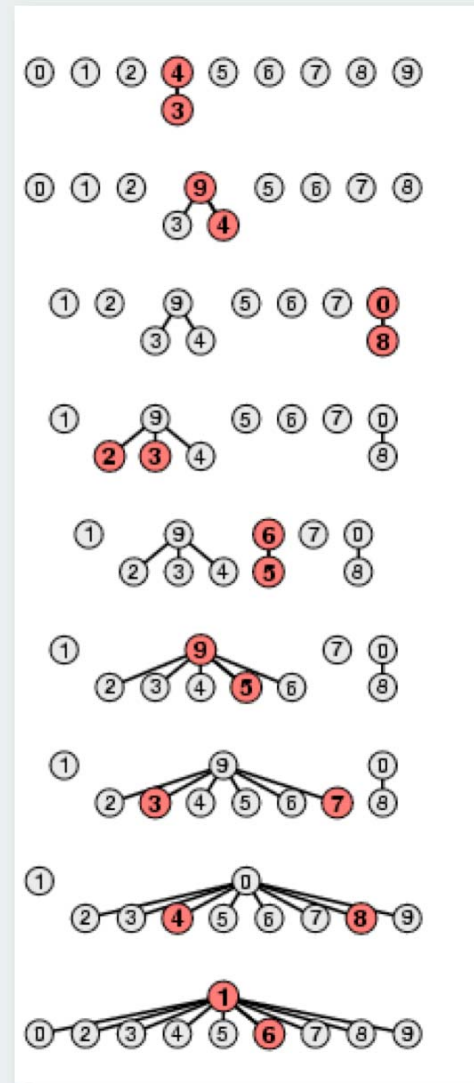 0 1 2 4 5 6 7 8 9
3
0 1 2 9 5 6 7 8
3 4
1 2 9 5 6 7 0
3 4 8
1 9 5 6 7 0
2 3 4 8
1 9 6 7 0
2 3 4 5 8
1 9 7 0
2 3 4 5 6 8
1 9 0
2 3 4 5 6 7 8
1 0
2 3 4 5 6 7 8 9
1
0 2 3 4 5 6 7 8 9